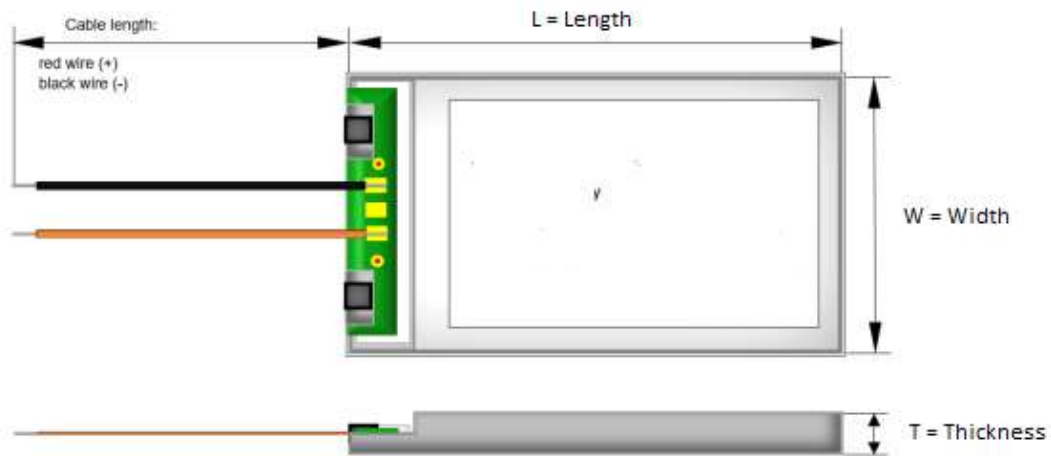 Cable length:
L = Length
red wire (+)
black wire (-)
y
W = Width
T = Thickness